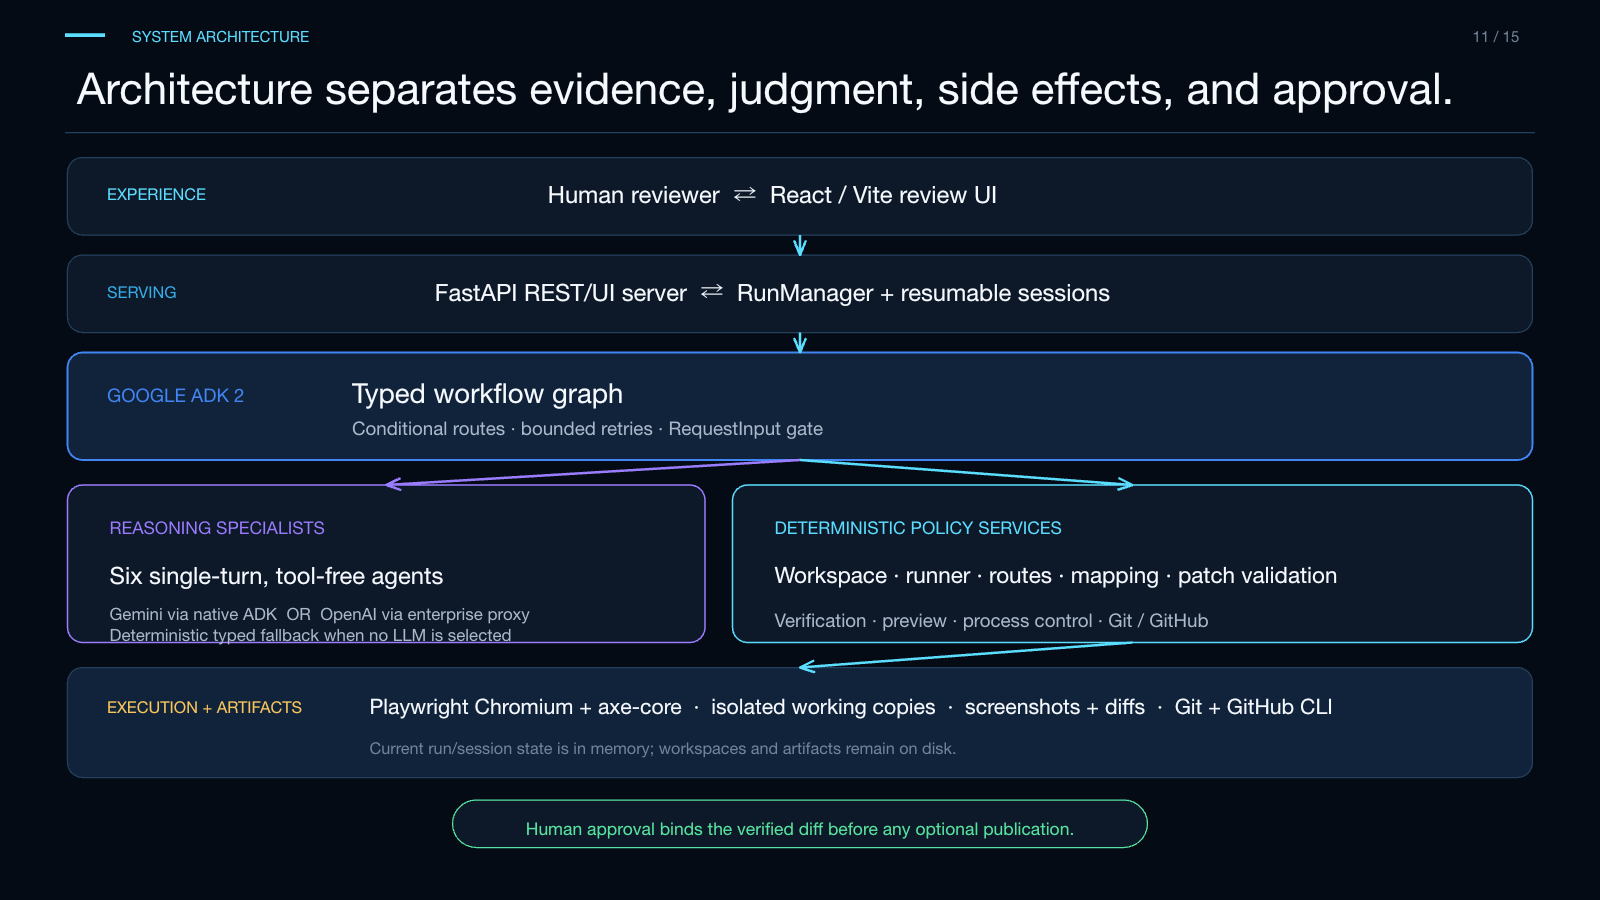 SYSTEM ARCHITECTURE
11 / 15
Architecture separates evidence, judgment, side effects, and approval.
EXPERIENCE
Human reviewer ⇄ React / Vite review UI
SERVING
FastAPI REST/UI server ⇄ RunManager + resumable sessions
GOOGLE ADK 2
Typed workflow graph
Conditional routes · bounded retries · RequestInput gate
REASONING SPECIALISTS
Six single-turn, tool-free agents
Gemini via native ADK OR OpenAI via enterprise proxy
Deterministic typed fallback when no LLM is selected
DETERMINISTIC POLICY SERVICES
Workspace · runner · routes · mapping · patch validation
Verification · preview · process control · Git / GitHub
EXECUTION + ARTIFACTS
Playwright Chromium + axe-core · isolated working copies · screenshots + diffs · Git + GitHub CLI
Current run/session state is in memory; workspaces and artifacts remain on disk.
Human approval binds the verified diff before any optional publication.